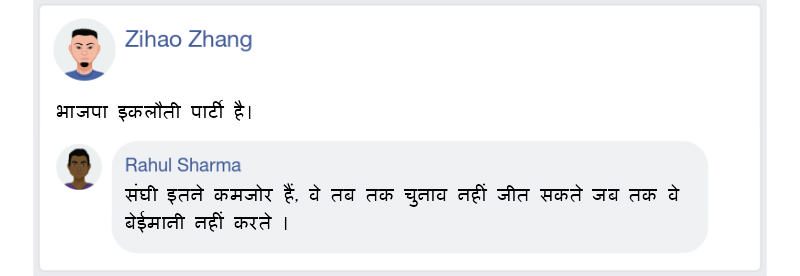 Zihao Zhang
भाजपा इकलौती पार्टी है।
Rahul Sharma
संघी इतने कमजोर हैं, वे तब तक चुनाव नहीं जीत सकते जब तक वे
बेईमानी नहीं करते ।